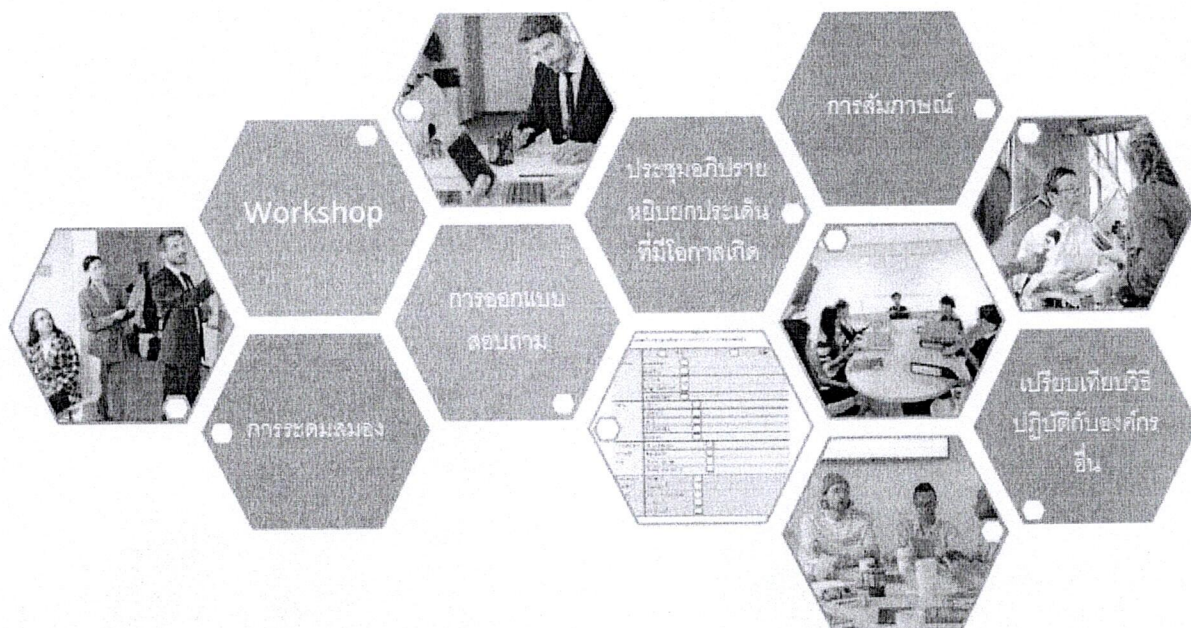 Workshop
การระดมสมอง
การออกแบบ
สอบถาม
ประชุมอภิปราย
หยิบยกประเด็น
ที่มีโอกาสเกิด
การสัมภาษณ์
เปรียบเทียบวิธี
ปฏิบัติกับองค์กร
อื่น